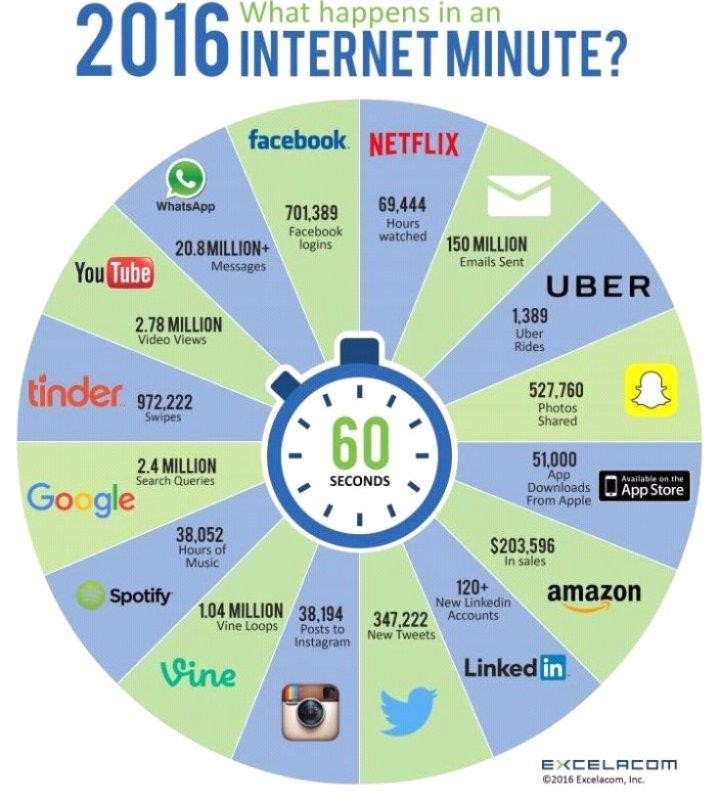 2016 What happens in an
INTERNET MINUTE?
facebook
701,389
Facebook
logins
NETFLIX
69,444
Hours
watched
150 MILLION
Emails Sent
UBER
1,389
Uber
Rides
527,760
Photos
Shared
51,000
App
Downloads
From Apple
Available on the
App Store
$203,596
In sales
amazon
120+
New Linkedin
Accounts
Linked in
347,222
New Tweets
38,194
Posts to
Instagram
1.04 MILLION
Vine Loops
Vine
38,052
Hours of
Music
Spotify
2.4 MILLION
Search Queries
Google
tinder
972,222
Swipes
YouTube
2.78 MILLION
Video Views
WhatsApp
20.8 MILLION+
Messages
60
SECONDS
EXCELACOM
©2016 Excelacom, Inc.